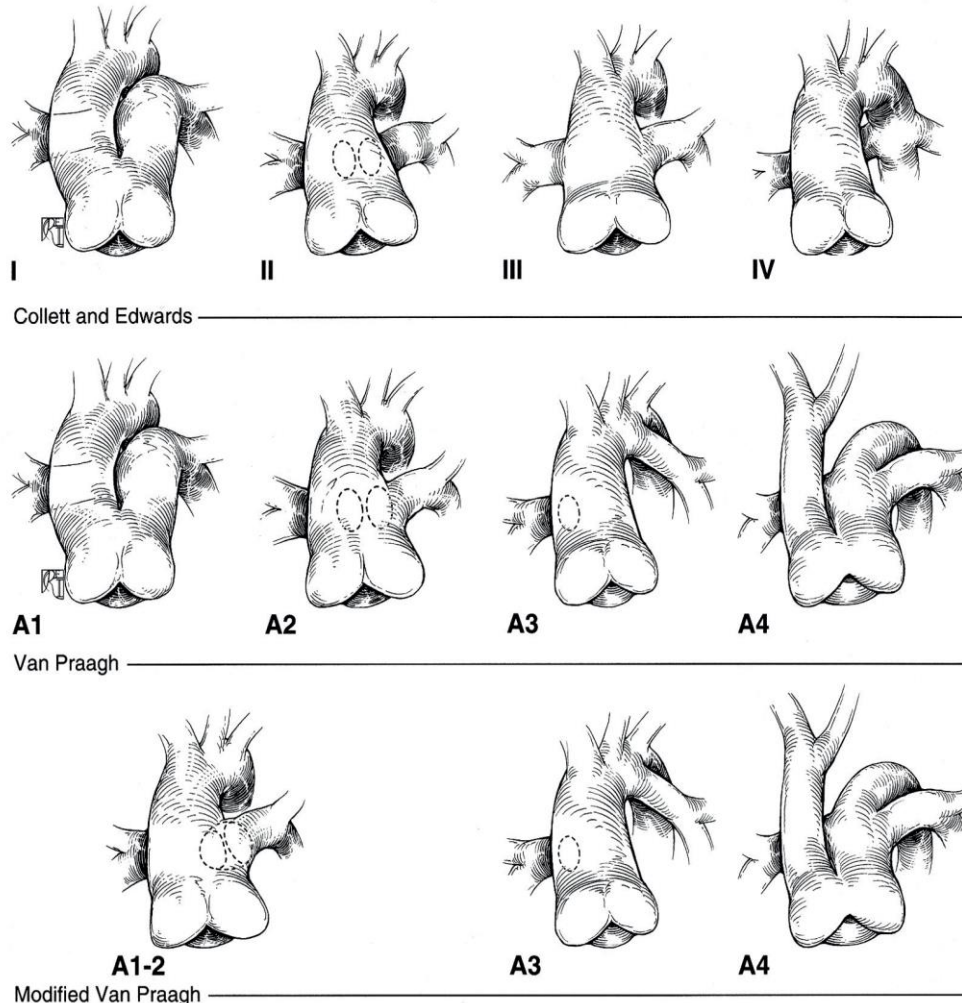 I II III IV
Collett and Edwards
A1 A2 A3 A4
Van Praagh
A1-2 A3 A4
Modified Van Praagh